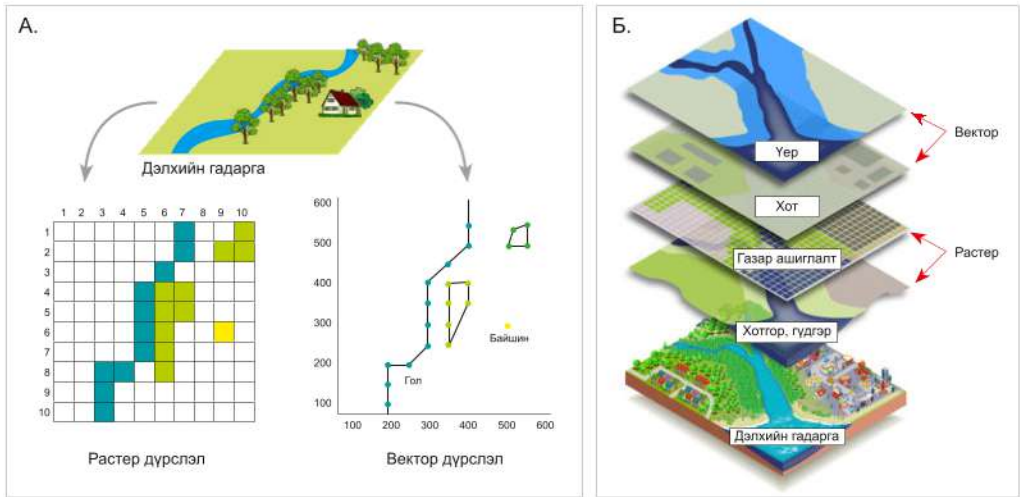 А.
Дэлхийн гадарга
1 2 3 4 5 6 7 8 9 10
1
2
3
4
5
6
7
8
9
10
Растер дүрслэл
600
500
400
300
200
100
100 200 300 400 500 600
Байшин
Гол
Вектор дүрслэл
Б.
Үер
Вектор
Хот
Газар ашиглалт
Растер
Хотгор, гүдгэр
Дэлхийн гадарга